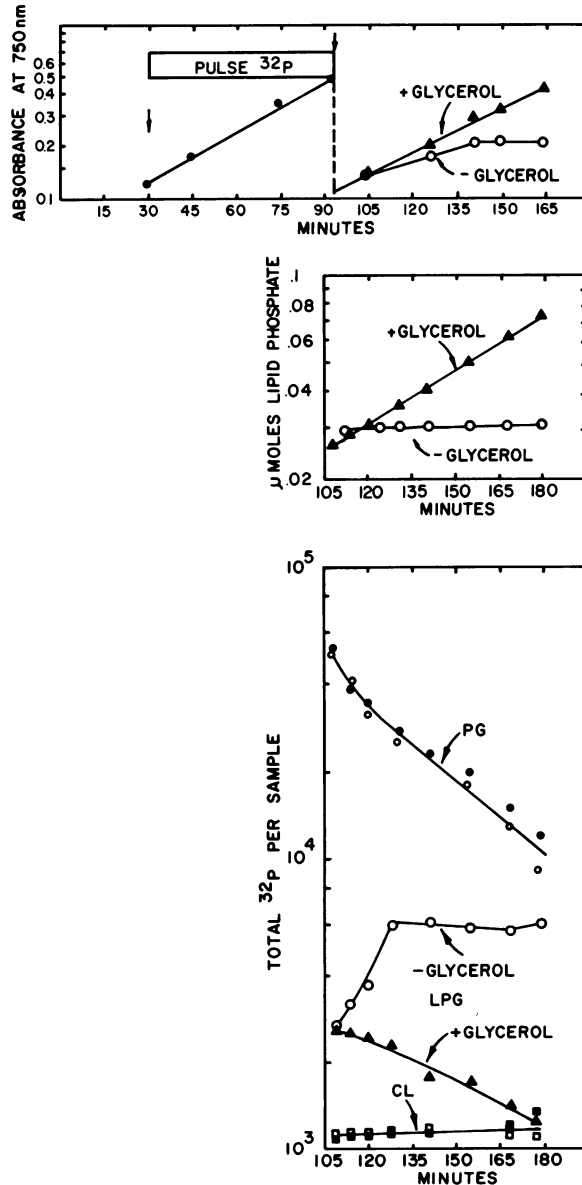 ABSORBANCE AT 750 nm
0.6
0.5
0.4
0.3
0.2
0.1
PULSE 32P
+ GLYCEROL
- GLYCEROL
15 30 45 60 75 90 105 120 135 150 165
MINUTES
MINUTES
μ MOLES LIPID PHOSPHATE
.1
0.08
0.06
.04
.02
+GLYCEROL
- GLYCEROL
105 120 135 150 165 180
MINUTES
TOTAL 32P PER SAMPLE
10^5
10^4
10^3
PG
-GLYCEROL
LPG
+GLYCEROL
CL
105 120 135 150 165 180
MINUTES